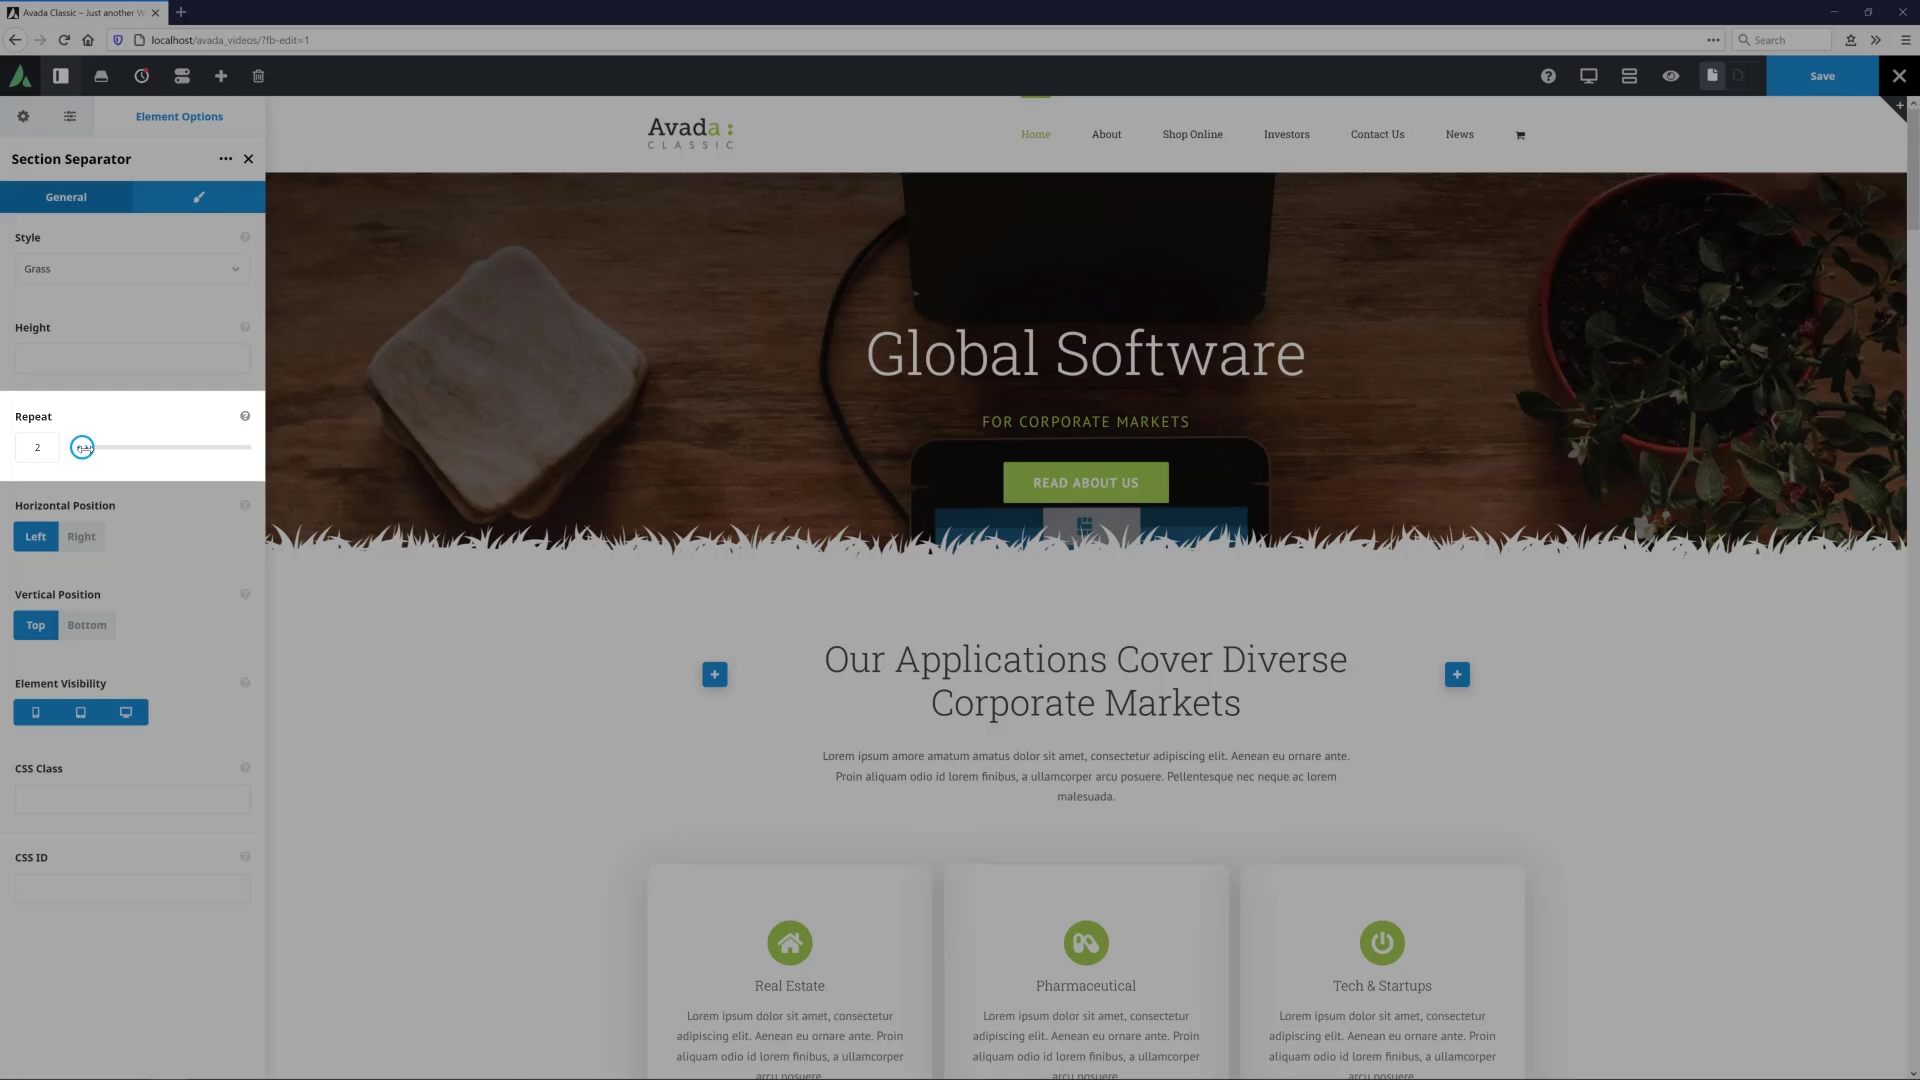 Avada Classic – Just another W
localhost/avada_videos/?fb-edit=1
Search
Save
Element Options
Section Separator
General
Style
Grass
Height
Repeat
2
Horizontal Position
Left
Right
Vertical Position
Top
Bottom
Element Visibility
CSS Class
CSS ID
Avada :
CLASSIC
Home
About
Shop Online
Investors
Contact Us
News
Global Software
FOR CORPORATE MARKETS
READ ABOUT US
Our Applications Cover Diverse
Corporate Markets
Lorem ipsum amore amatum amatus dolor sit amet, consectetur adipiscing elit. Aenean eu ornare ante.
Proin aliquam odio id lorem finibus, a ullamcorper arcu posuere. Pellentesque nec neque ac lorem
malesuada.
Real Estate
Lorem ipsum dolor sit amet, consectetur
adipiscing elit. Aenean eu ornare ante. Proin
aliquam odio id lorem finibus, a ullamcorper
arcu posuere.
Pharmaceutical
Lorem ipsum dolor sit amet, consectetur
adipiscing elit. Aenean eu ornare ante. Proin
aliquam odio id lorem finibus, a ullamcorper
arcu posuere.
Tech & Startups
Lorem ipsum dolor sit amet, consectetur
adipiscing elit. Aenean eu ornare ante. Proin
aliquam odio id lorem finibus, a ullamcorper
arcu posuere.